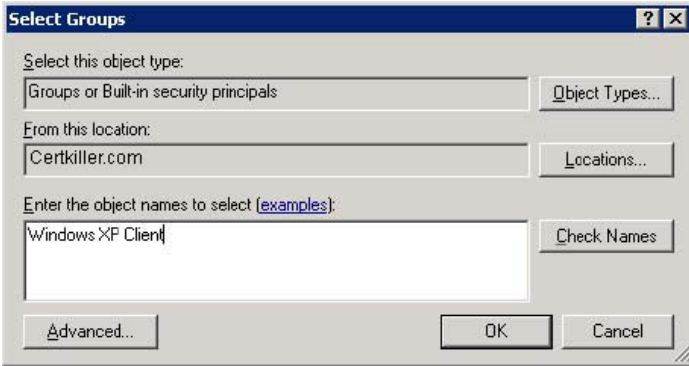 Select Groups
Select this object type:
Groups or Built-in security principals
Object Types...
From this location:
Certkiller.com
Locations...
Enter the object names to select (examples):
Windows XP Client
Check Names
Advanced...
OK
Cancel